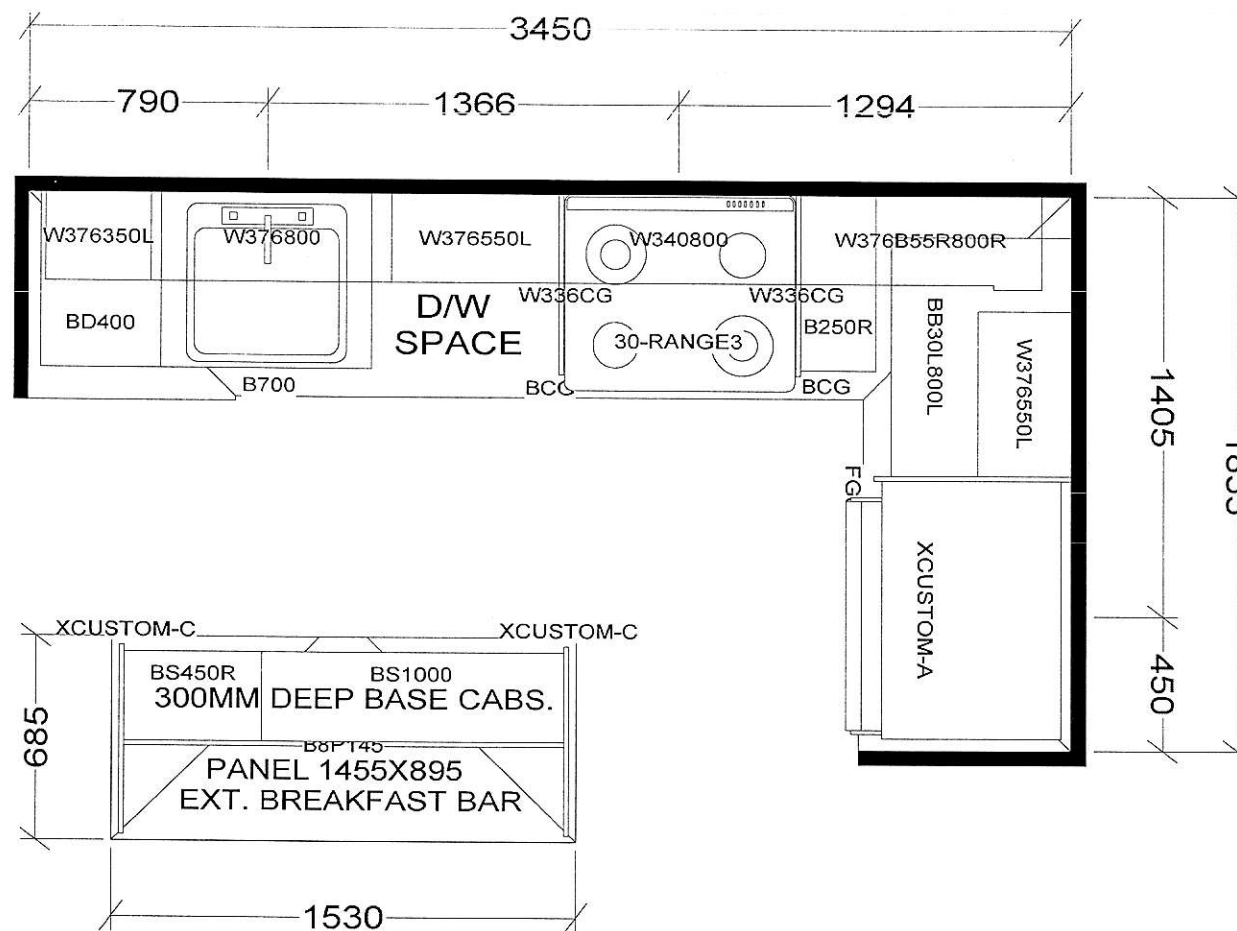 3450
790
1366
1294
W376350L
W376800
W376550L
W340800
W376B55R800R
W336CG
W336CG
BD400
D/W
SPACE
30-RANGE3
B250R
BB30L800L
W376550L
B700
BCG
BCG
1405
FG
XCUSTOM-A
450
XCUSTOM-C
XCUSTOM-C
BS450R
BS1000
300MM DEEP BASE CABS.
985
PANEL 1455X895
EXT. BREAKFAST BAR
1530